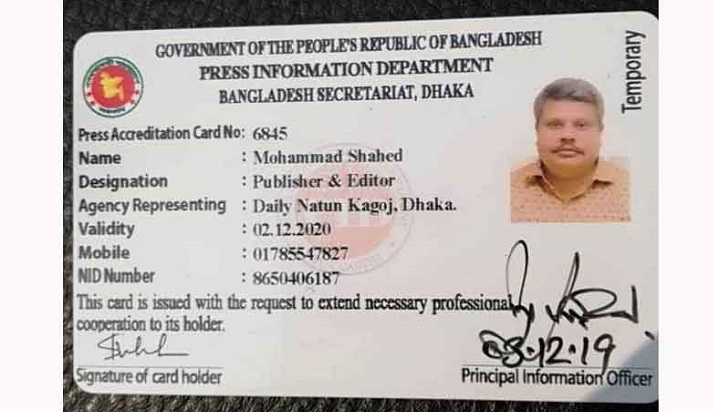 GOVERNMENT OF THE PEOPLE'S REPUBLIC OF BANGLADESH
PRESS INFORMATION DEPARTMENT
BANGLADESH SECRETARIAT, DHAKA
Temporary
Press Accreditation Card No: 6845
Name : Mohammad Shahed
Designation : Publisher & Editor
Agency Representing : Daily Natun Kagoj, Dhaka.
Validity : 02.12.2020
Mobile : 01785547827
NID Number : 8650406187
This card is issued with the request to extend necessary professional
cooperation to its holder.
03.12.19
Signature of card holder
Principal Information Officer